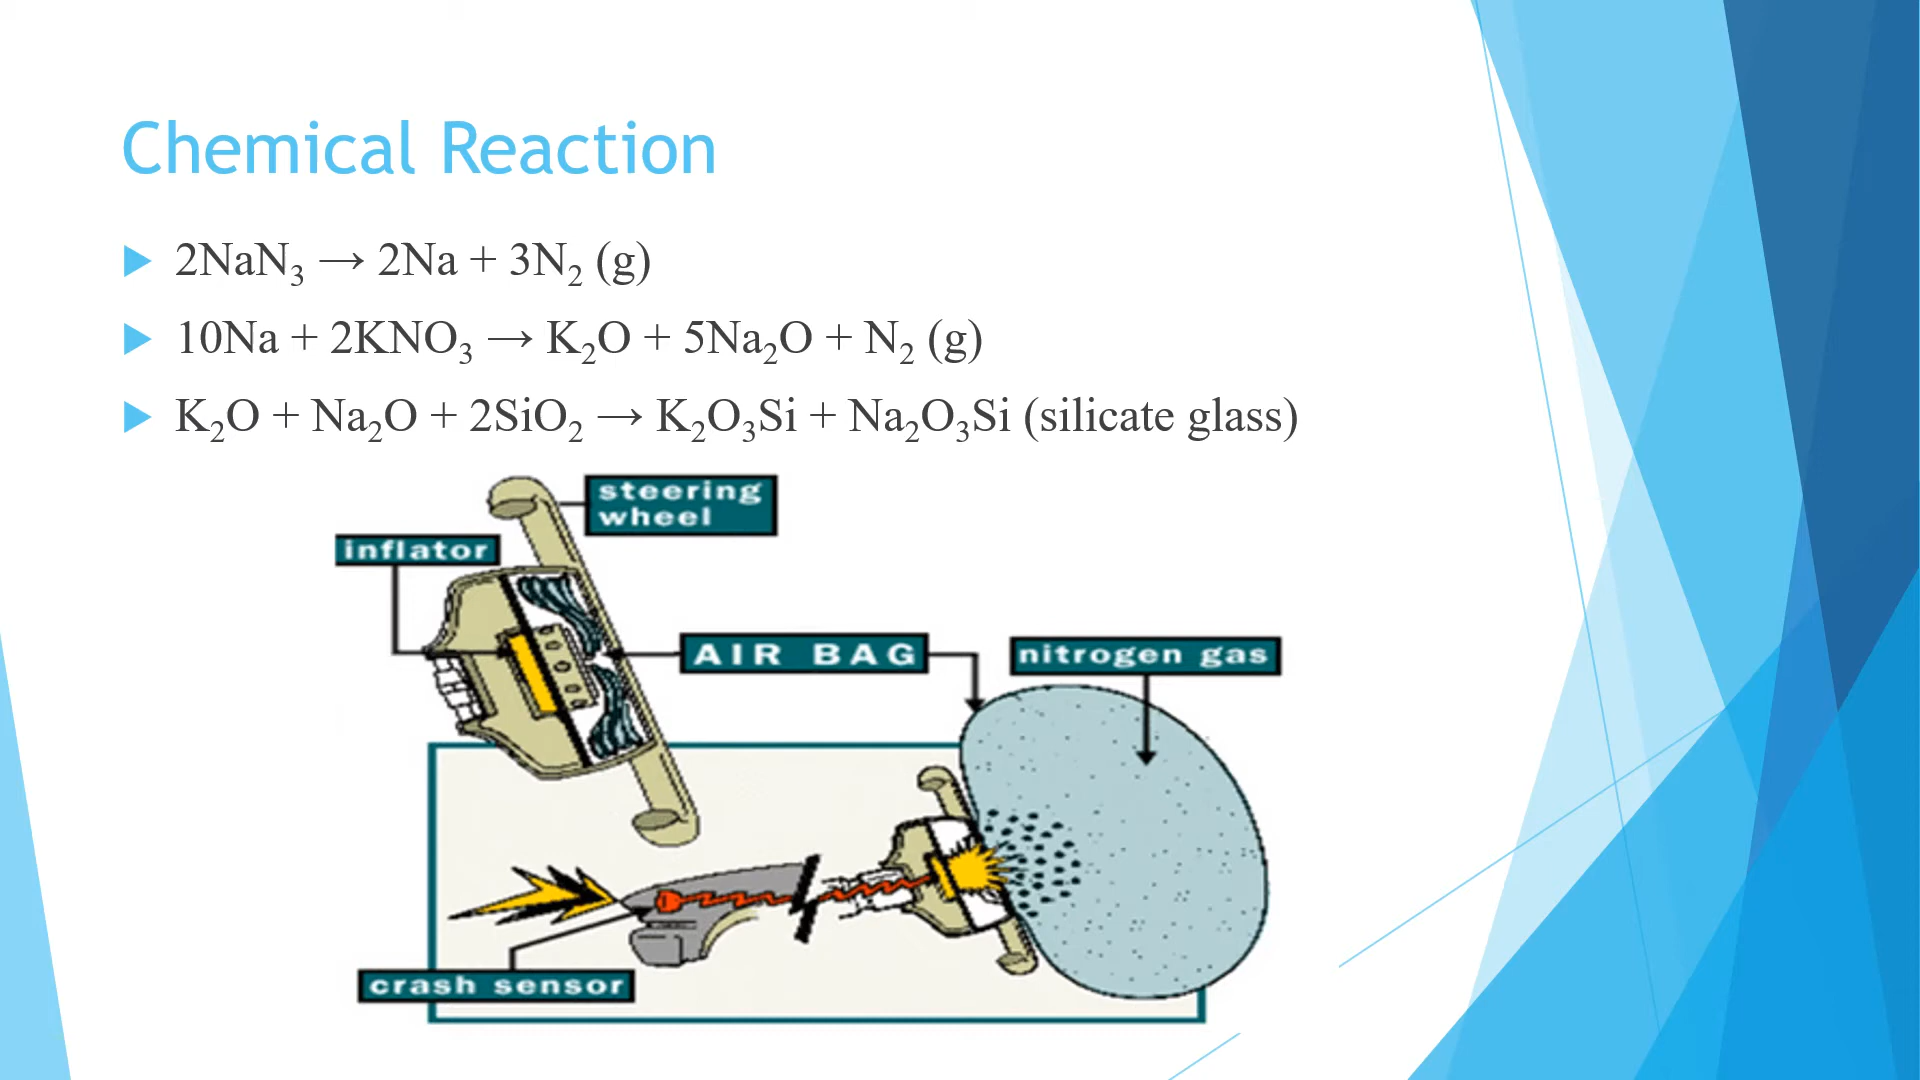 Chemical Reaction
2NaN₃ → 2Na + 3N₂ (g)
10Na + 2KNO₃ → K₂O + 5Na₂O + N₂ (g)
K₂O + Na₂O + 2SiO₂ → K₂O₃Si + Na₂O₃Si (silicate glass)
steering
wheel
inflator
AIR BAG
nitrogen gas
crash sensor